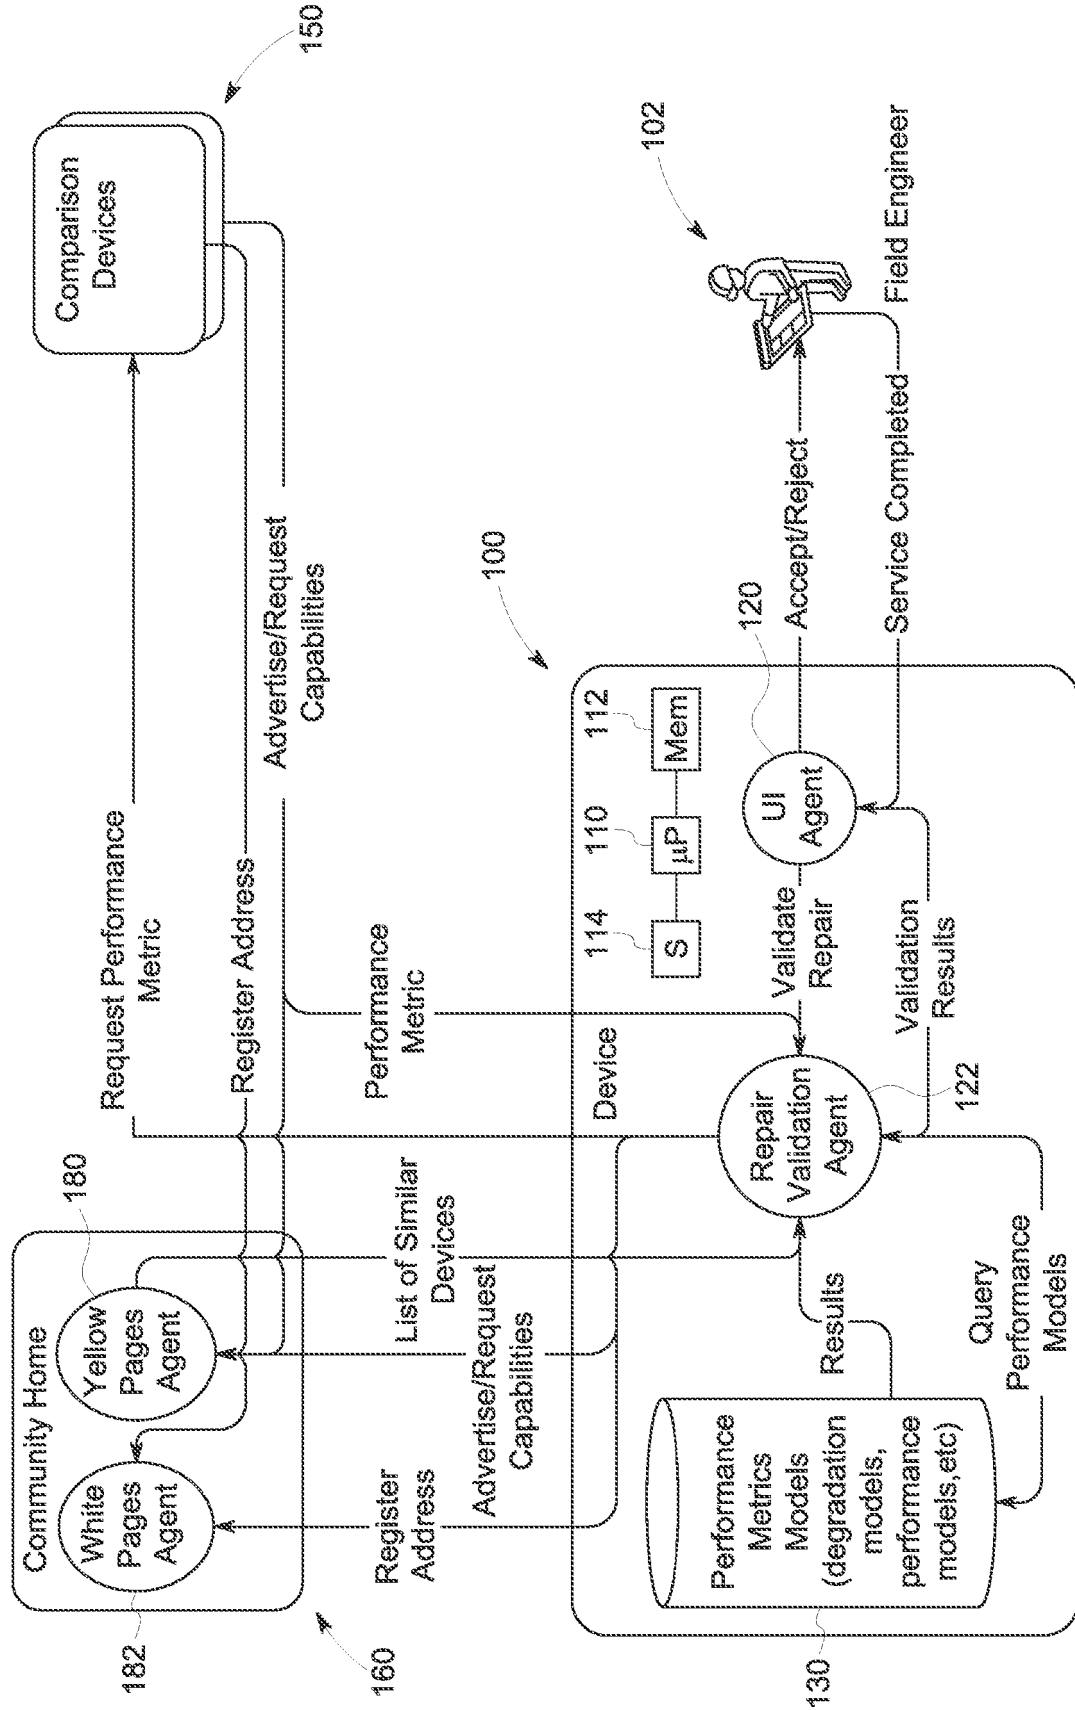 Community Home
White
Pages
Agent
182
Yellow
Pages
Agent
180
160
Request Performance
Metric
Register Address
Advertise/Request
Capabilities
Comparison
Devices
150
Register
Address
Advertise/Request
Capabilities
List of Similar
Devices
Performance
Metric
100
Device
114
S
110
µP
112
Mem
Performance
Metrics
Models
(degradation
models,
performance
models,etc)
130
Results
Repair
Validation
Agent
122
Validate
Repair
UI
Agent
120
Accept/Reject
102
Field Engineer
Service Completed
Validation
Results
Query
Performance
Models